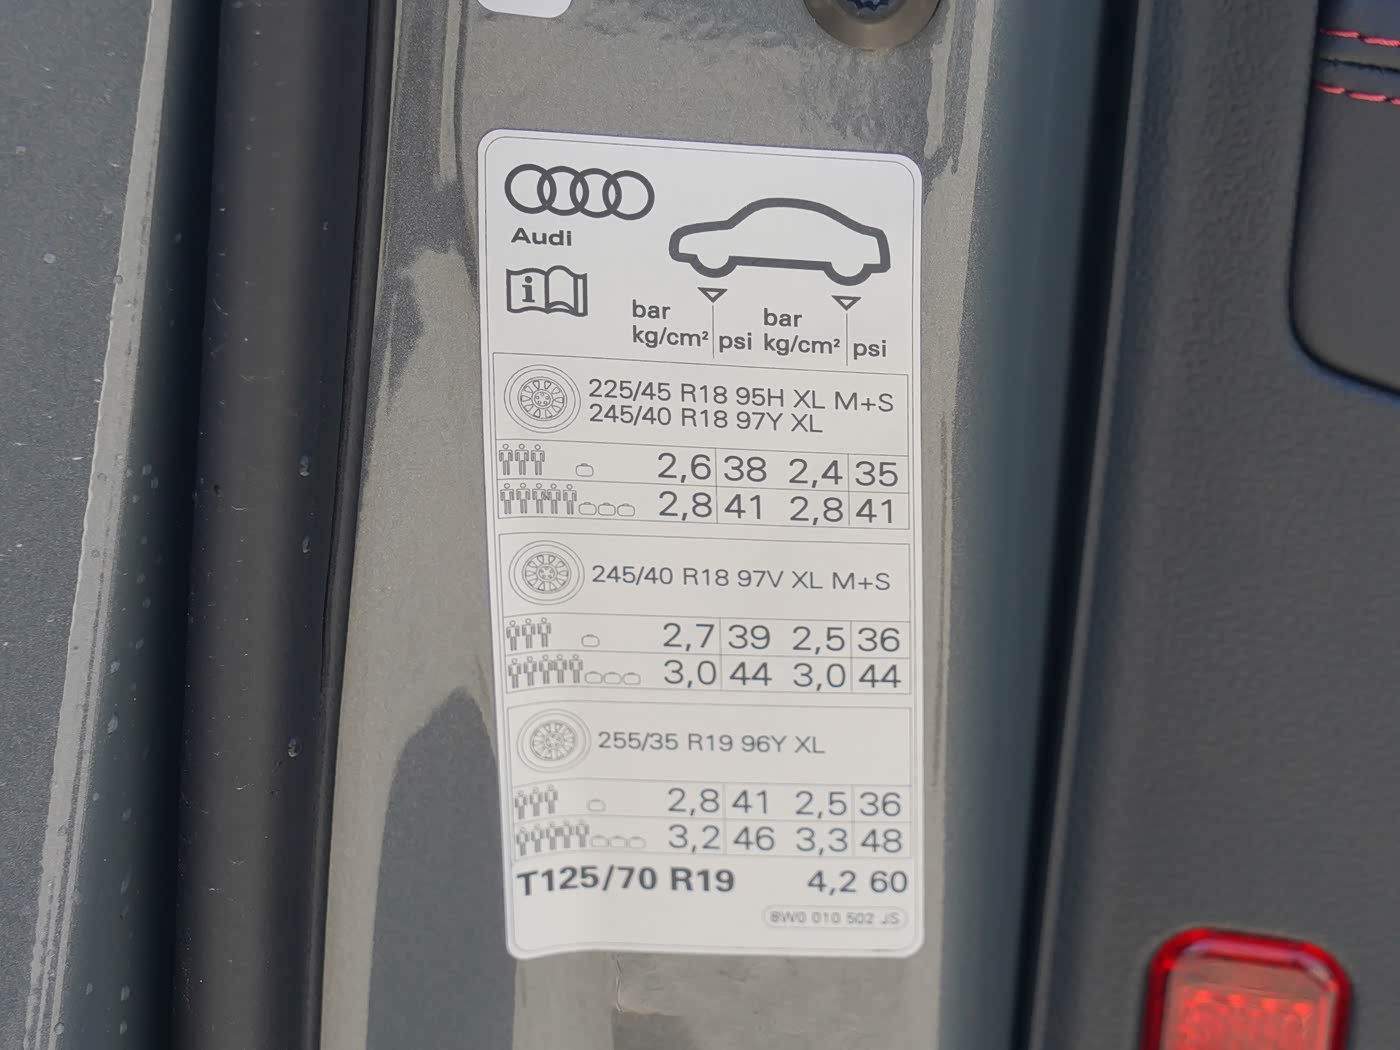 Audi
i
bar bar
kg/cm² psi kg/cm² psi
225/45 R18 95H XL M+S
245/40 R18 97Y XL
2,6 38 2,4 35
2,8 41 2,8 41
245/40 R18 97V XL M+S
2,7 39 2,5 36
3,0 44 3,0 44
255/35 R19 96Y XL
2,8 41 2,5 36
3,2 46 3,3 48
T125/70 R19 4,2 60
8W0 010 502 JS